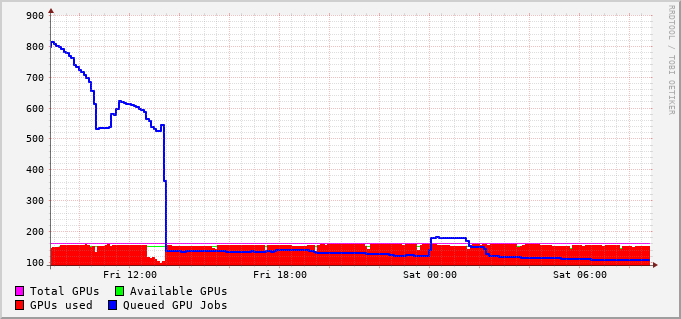 RRDTOOL / TOBI OETIKER
900
800
700
600
500
400
300
200
100
Fri 12:00 Fri 18:00 Sat 00:00 Sat 06:00
Total GPUs Available GPUs
GPUs used Queued GPU Jobs